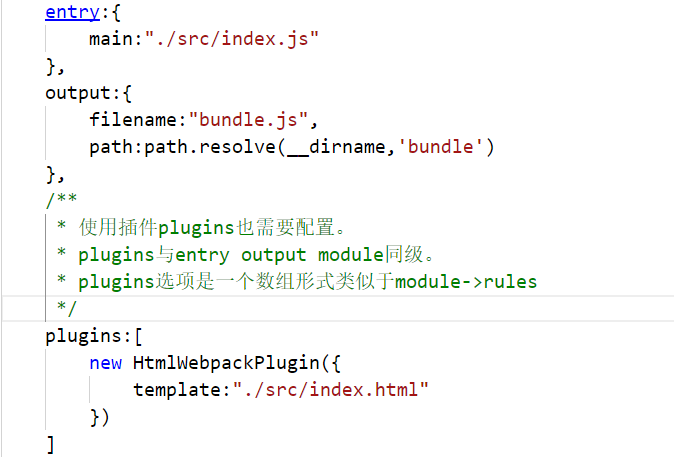 entry:{
main:"./src/index.js"
},
output:{
filename:"bundle.js",
path:path.resolve(__dirname,'bundle')
},
/**
* 使用插件plugins也需要配置。
* plugins与entry output module同级。
* plugins选项是一个数组形式类似于module->rules
*/
plugins:[
new HtmlWebpackPlugin({
template:"./src/index.html"
})
]